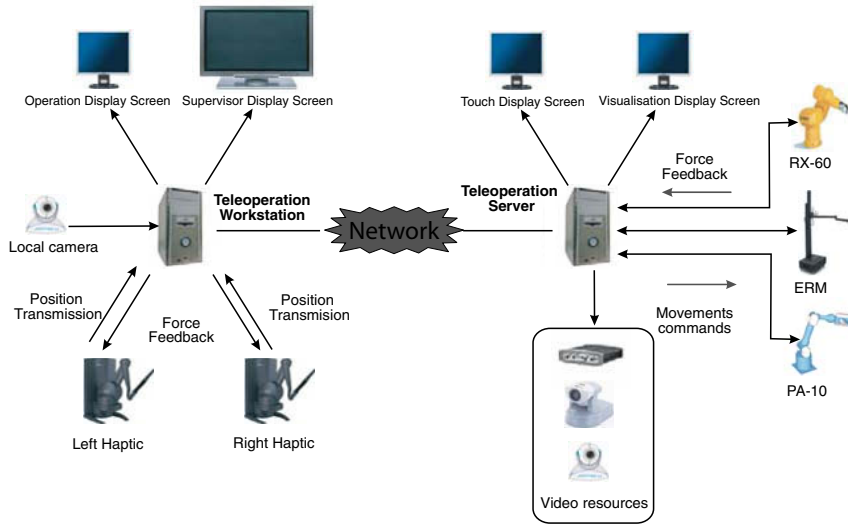 Operation Display Screen
Supervisor Display Screen
Touch Display Screen
Visualisation Display Screen
RX-60
Force
Feedback
Teleoperation
Workstation
Teleoperation
Server
Network
Local camera
ERM
Position
Transmission
Force
Feedback
Position
Transmision
Movements
commands
PA-10
Left Haptic
Right Haptic
Video resources